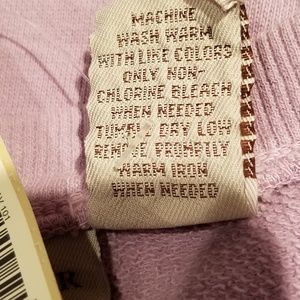 MACHINE
WASH WARM
WITH LIKE COLORS
ONLY, NON-
CHLORINE BLEACH
WHEN NEEDED
TUMBLE DRY LOW
REMOVE PROMPTLY
WARM IRON
WHEN NEEDED
R